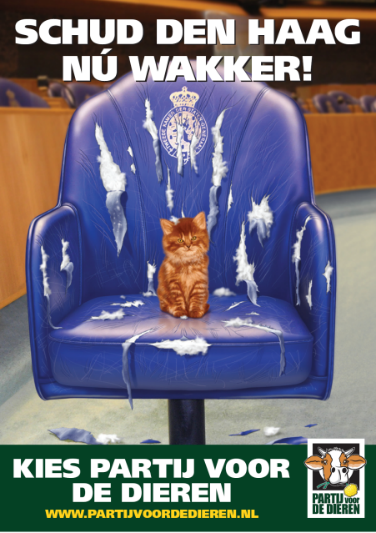 SCHUD DEN HAAG
NÚ WAKKER!
KIES PARTIJ VOOR
DE DIEREN
WWW.PARTIJVOORDEDIEREN.NL
PARTIJ voor
DE DIEREN